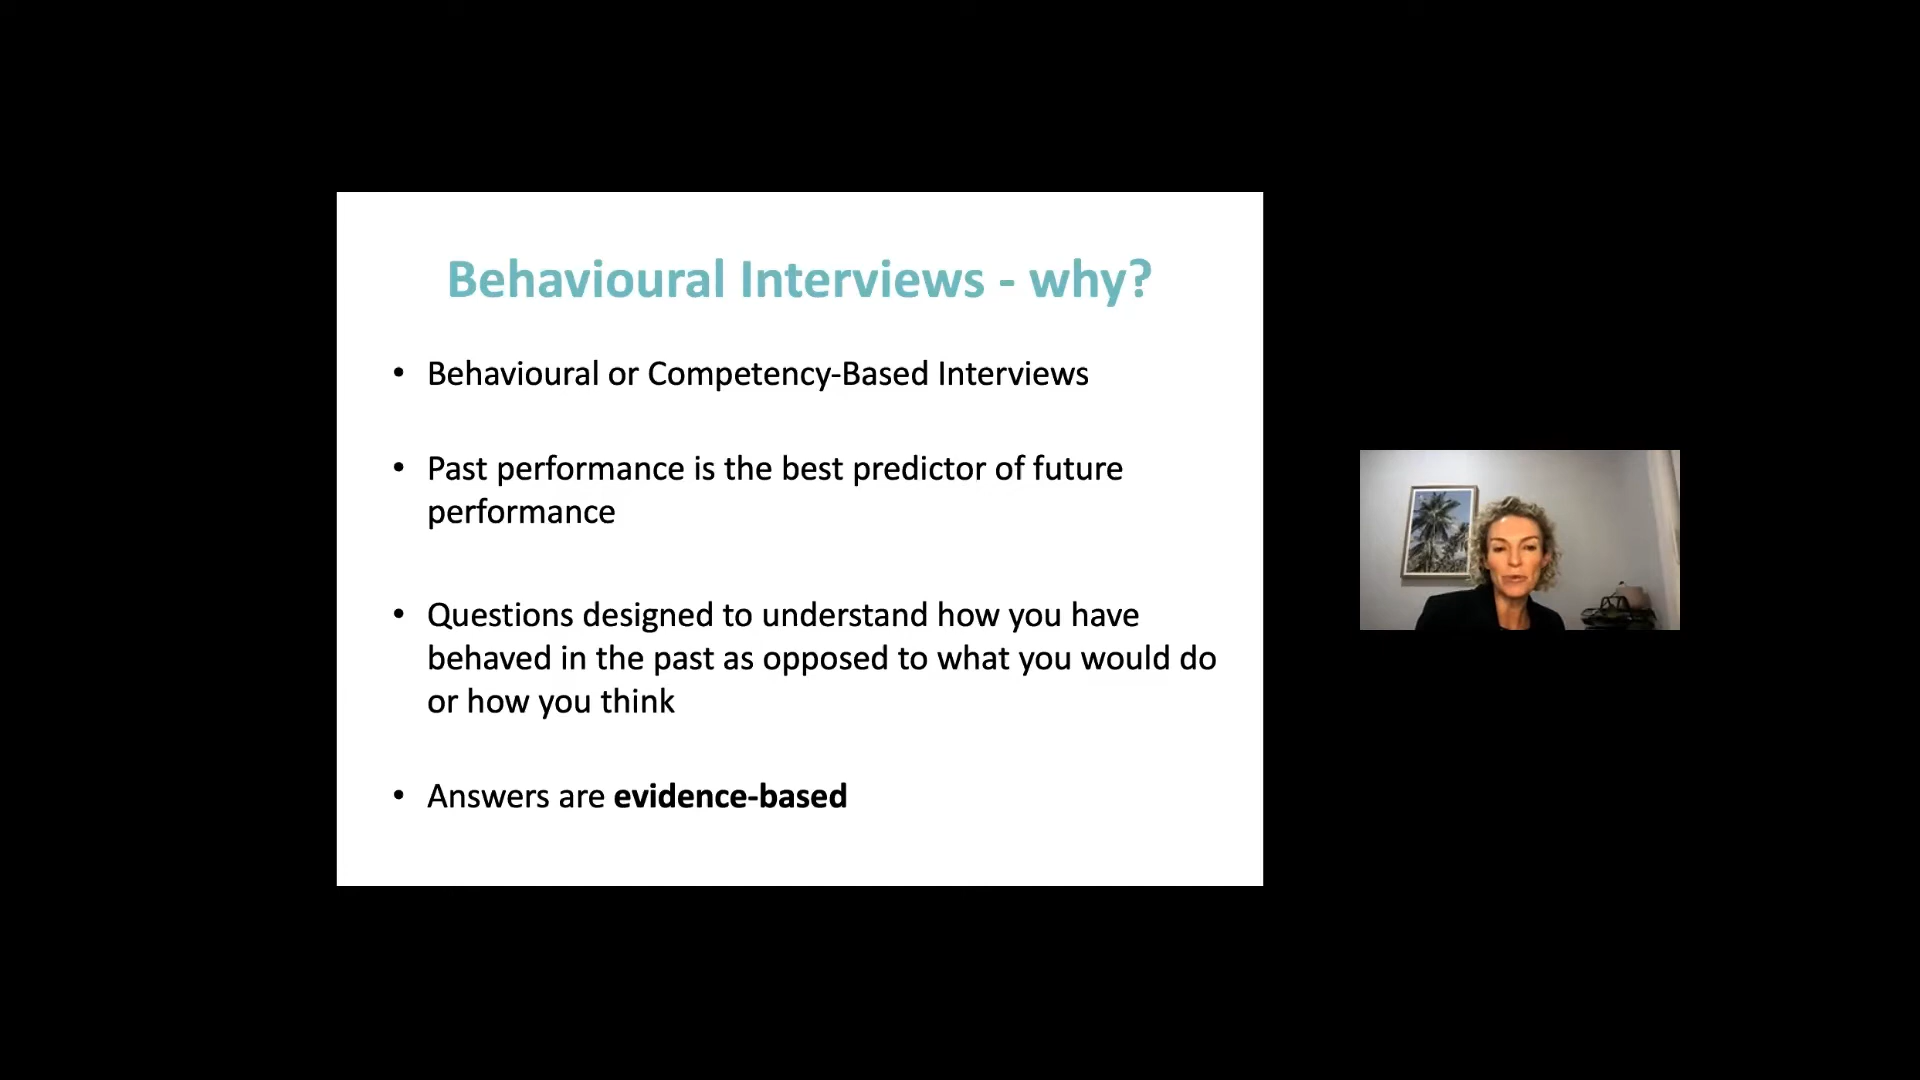 Behavioural Interviews - why?
• Behavioural or Competency-Based Interviews
• Past performance is the best predictor of future
performance
• Questions designed to understand how you have
behaved in the past as opposed to what you would do
or how you think
• Answers are evidence-based